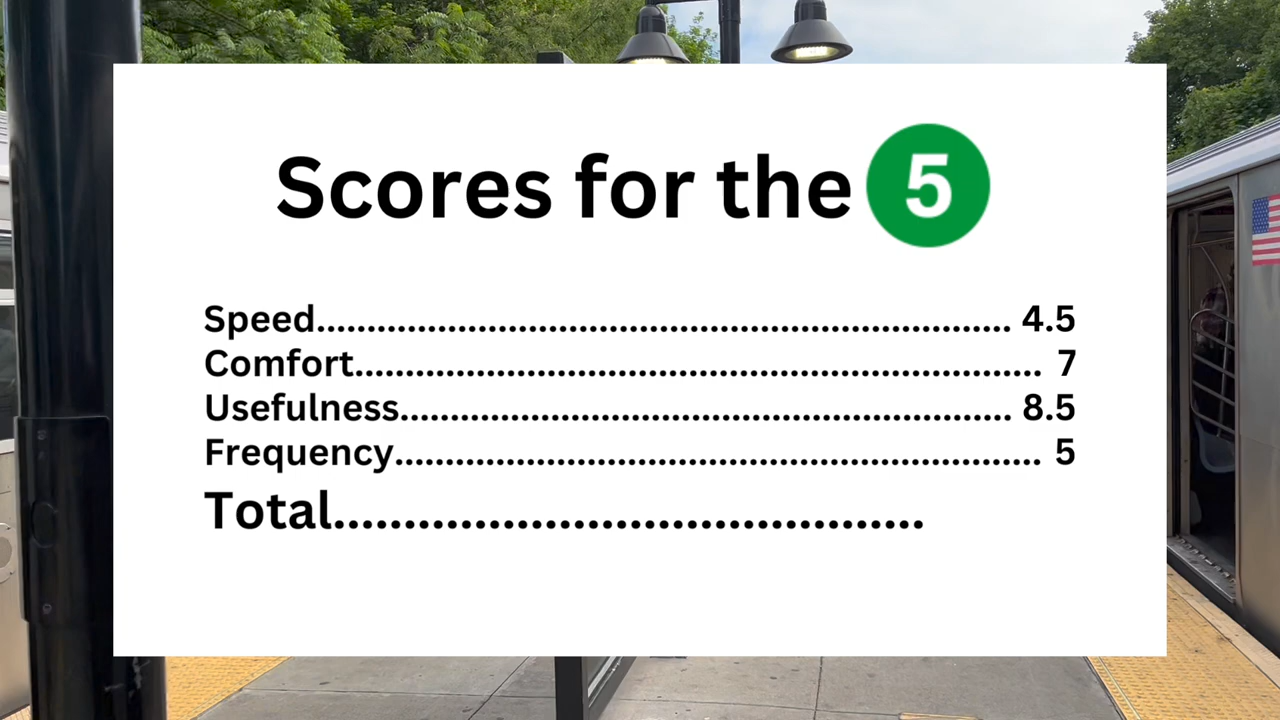 Scores for the 5
Speed..................................................................... 4.5
Comfort.................................................................... 7
Usefulness............................................................. 8.5
Frequency................................................................ 5
Total..........................................